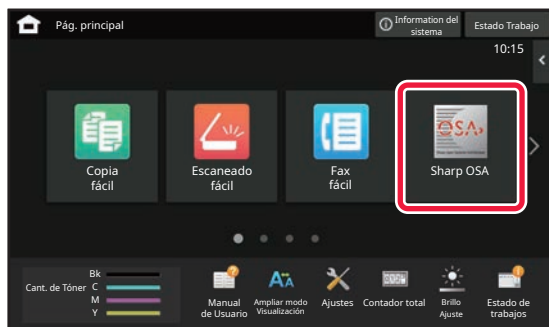 Pág. principal
Information del
sistema
Estado Trabajo
10:15
OSA
Copia
fácil
Escaneado
fácil
Fax
fácil
Sharp OSA
Cant. de Tóner
Bk
C
M
Y
Manual
de Usuario
Ampliar modo
Visualización
Ajustes
Contador total
Brillo
Ajuste
Estado de
trabajos